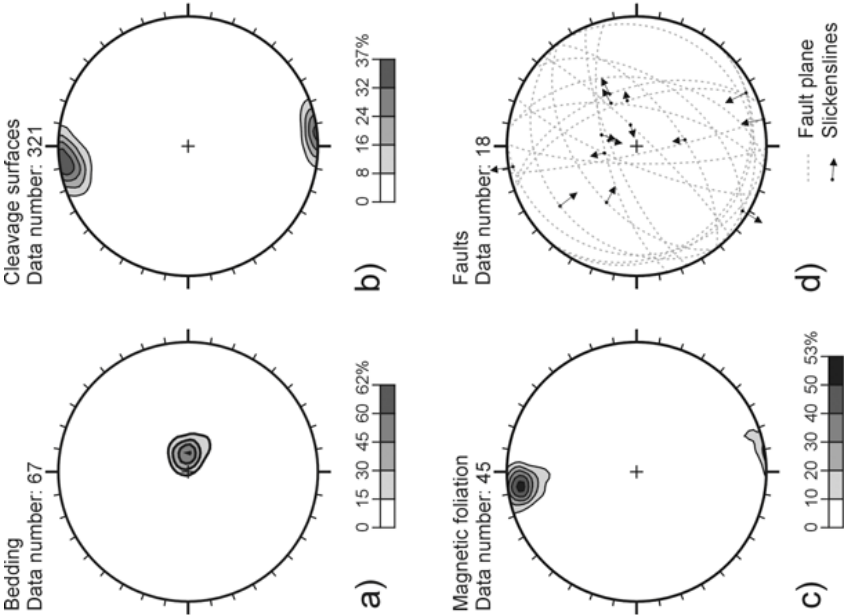 a)
Bedding
Data number: 67
0 15 30 45 60 62%
b)
Cleavage surfaces
Data number: 321
0 8 16 24 32 37%
c)
Magnetic foliation
Data number: 45
0 10 20 30 40 50 53%
d)
Faults
Data number: 18
Fault plane
Slickenslines